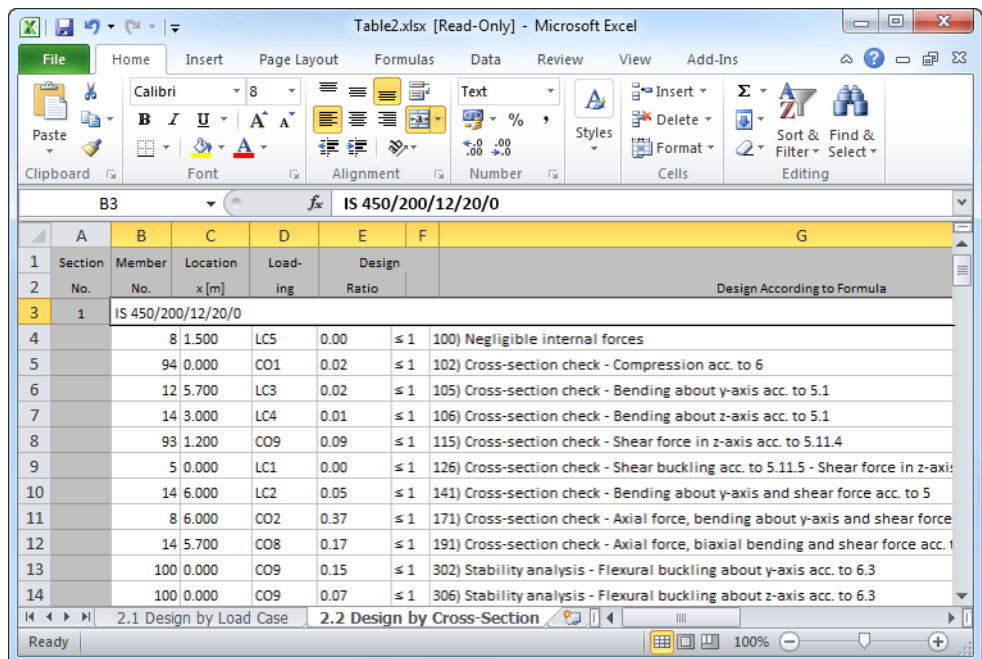 Table2.xlsx [Read-Only] - Microsoft Excel
File Home Insert Page Layout Formulas Data Review View Add-Ins
Calibri 8 Text Insert Σ
Paste B I U A A % , Styles Delete Sort & Find &
A .00 .00 Format Filter Select
Clipboard Font Alignment Number Cells Editing
B3 fx IS 450/200/12/20/0
A B C D E F G
1 Section Member Location Load- Design
2 No. No. x [m] ing Ratio Design According to Formula
3 1 IS 450/200/12/20/0
4 8 1.500 LC5 0.00 ≤ 1 100) Negligible internal forces
5 94 0.000 CO1 0.02 ≤ 1 102) Cross-section check - Compression acc. to 6
6 12 5.700 LC3 0.02 ≤ 1 105) Cross-section check - Bending about y-axis acc. to 5.1
7 14 3.000 LC4 0.01 ≤ 1 106) Cross-section check - Bending about z-axis acc. to 5.1
8 93 1.200 CO9 0.09 ≤ 1 115) Cross-section check - Shear force in z-axis acc. to 5.11.4
9 5 0.000 LC1 0.00 ≤ 1 126) Cross-section check - Shear buckling acc. to 5.11.5 - Shear force in z-axis
10 14 6.000 LC2 0.05 ≤ 1 141) Cross-section check - Bending about y-axis and shear force acc. to 5
11 8 6.000 CO2 0.37 ≤ 1 171) Cross-section check - Axial force, bending about y-axis and shear force
12 14 5.700 CO8 0.17 ≤ 1 191) Cross-section check - Axial force, biaxial bending and shear force acc.
13 100 0.000 CO9 0.15 ≤ 1 302) Stability analysis - Flexural buckling about y-axis acc. to 6.3
14 100 0.000 CO9 0.07 ≤ 1 306) Stability analysis - Flexural buckling about z-axis acc. to 6.3
2.1 Design by Load Case 2.2 Design by Cross-Section
Ready 100%